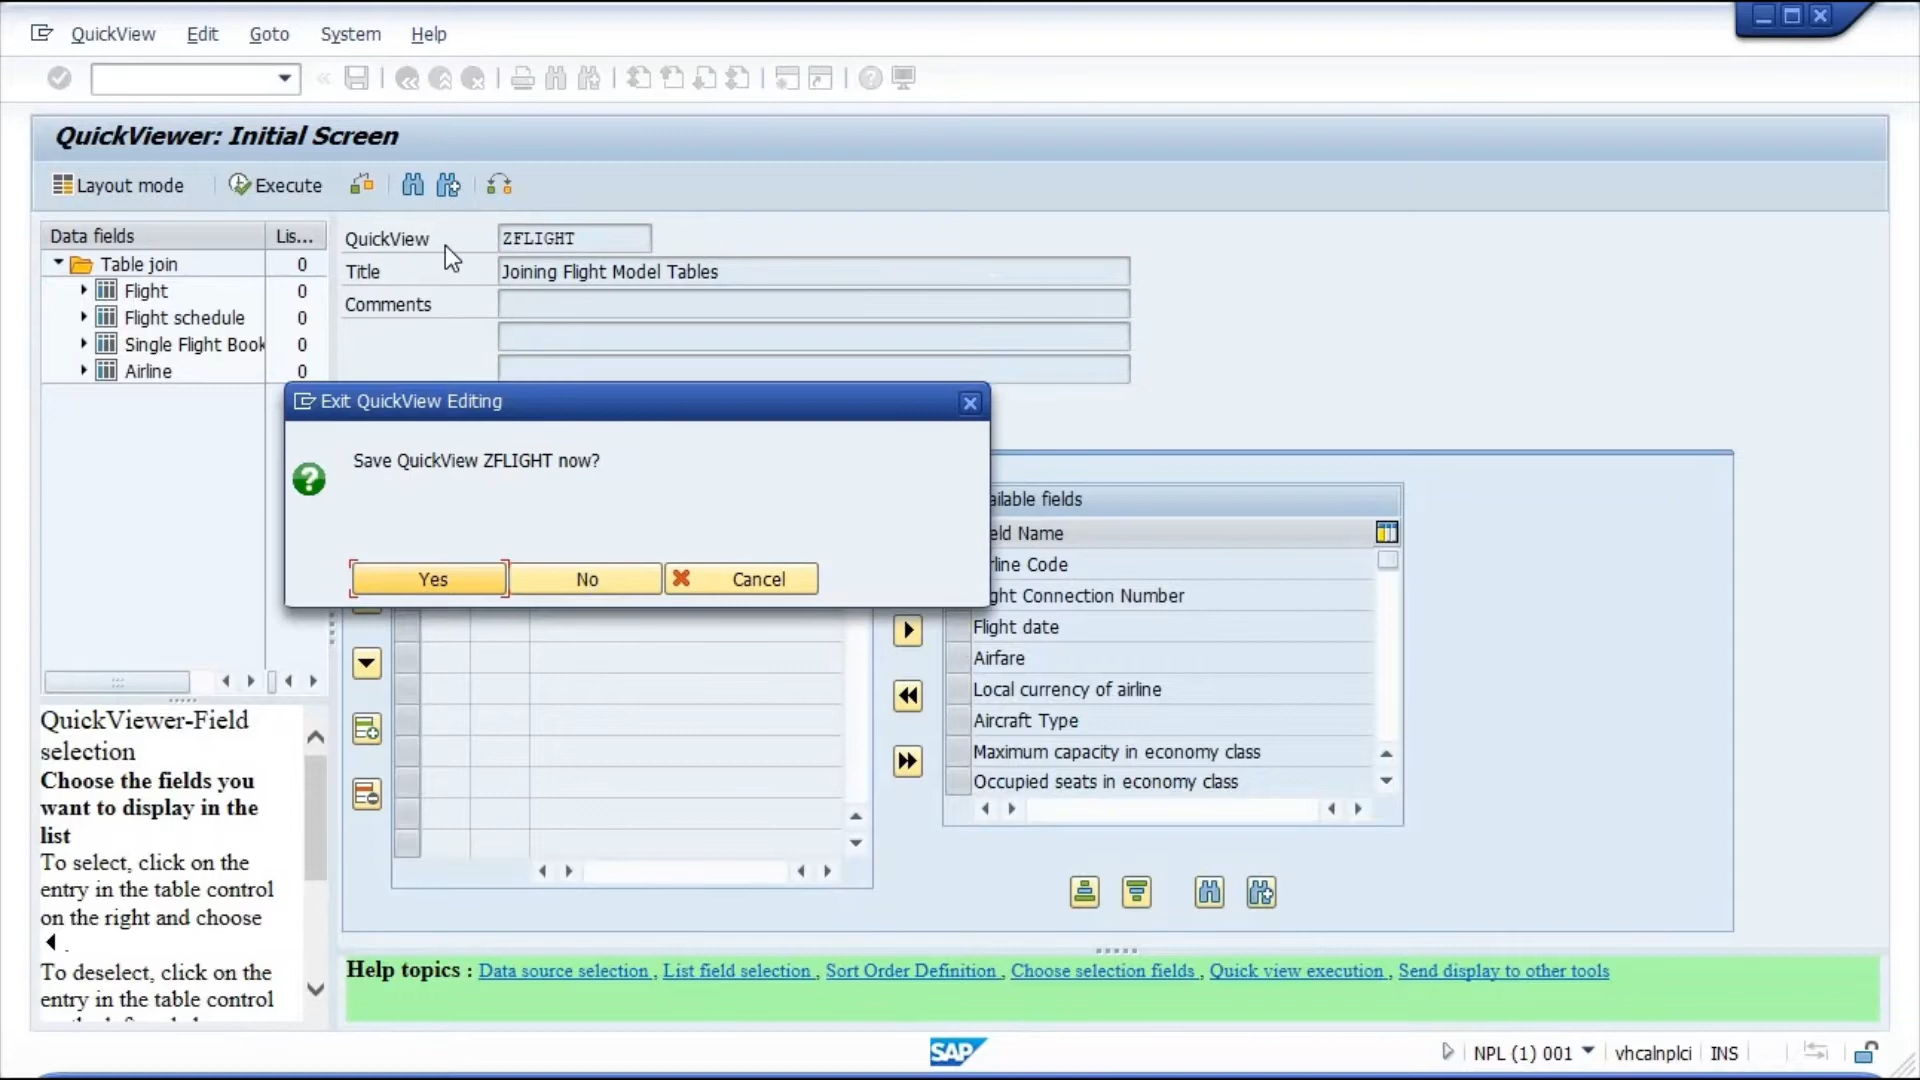 QuickView Edit Goto System Help
QuickViewer: Initial Screen
Layout mode Execute
Data fields Lis...
Table join 0
Flight 0
Flight schedule 0
Single Flight Book 0
Airline 0
QuickView ZFLIGHT
Title Joining Flight Model Tables
Comments
Exit QuickView Editing
Save QuickView ZFLIGHT now?
Yes No Cancel
ailable fields
eld Name
rline Code
ght Connection Number
Flight date
Airfare
Local currency of airline
Aircraft Type
Maximum capacity in economy class
Occupied seats in economy class
QuickViewer-Field
selection
Choose the fields you
want to display in the
list
To select, click on the
entry in the table control
on the right and choose
.
To deselect, click on the
entry in the table control
Help topics : Data source selection , List field selection , Sort Order Definition , Choose selection fields , Quick view execution , Send display to other tools
SAP
NPL (1) 001 vhcalnplci INS